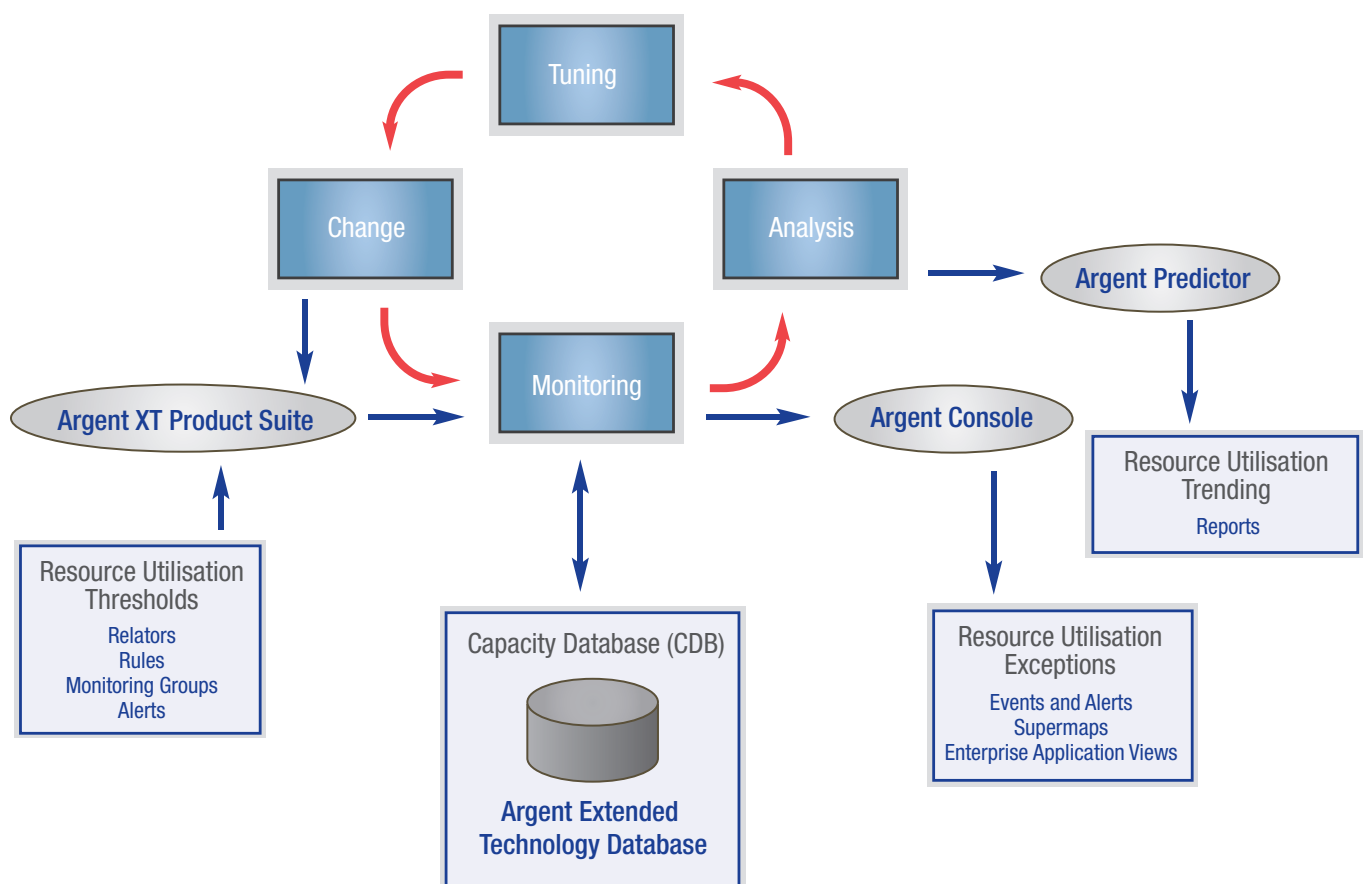 Tuning
Change
Analysis
Argent Predictor
Monitoring
Argent XT Product Suite
Argent Console
Resource Utilisation
Trending
Reports
Resource Utilisation
Thresholds
Relators
Rules
Monitoring Groups
Alerts
Capacity Database (CDB)
Argent Extended
Technology Database
Resource Utilisation
Exceptions
Events and Alerts
Supermaps
Enterprise Application Views